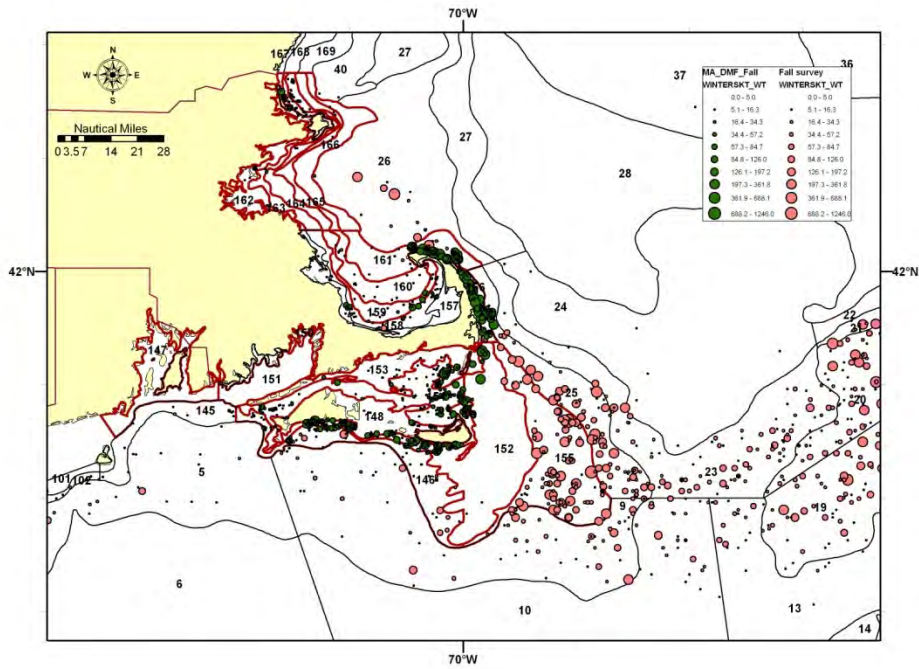 70°W
N
W E
S
Nautical Miles
0 3.5 7 14 21 28
167 168 169
40
27
37
36
MA_DMF_Fall Fall survey
WINTERSKT_WT WINTERSKT_WT
0.0 - 5.0 0.0 - 5.0
5.1 - 16.3 5.1 - 16.3
16.4 - 34.3 16.4 - 34.3
34.4 - 57.2 34.4 - 57.2
57.3 - 84.7 57.3 - 84.7
84.8 - 126.0 84.8 - 126.0
126.1 - 197.2 126.1 - 197.2
197.3 - 361.8 197.3 - 361.8
361.9 - 688.1 361.9 - 688.1
688.2 - 1246.0 688.2 - 1246.0
27
166
26
28
162 163 164 165
42°N 42°N
161
160
157
159
158
24
22
147
153
151
25
20
145
148
152
155
5
146
23
101 102
9
19
6
10
13
14
70°W